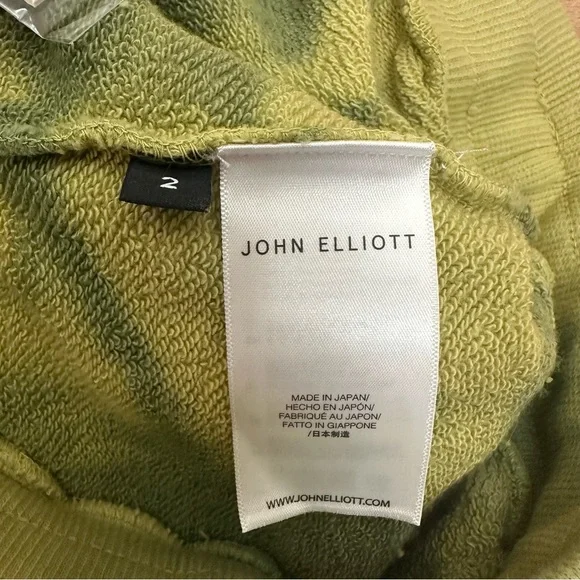 2
JOHN ELLIOTT
MADE IN JAPAN/
HECHO EN JAPÓN/
FABRIQUÉ AU JAPON/
FATTO IN GIAPPONE
/日本制造
WWW.JOHNELLIOTT.COM